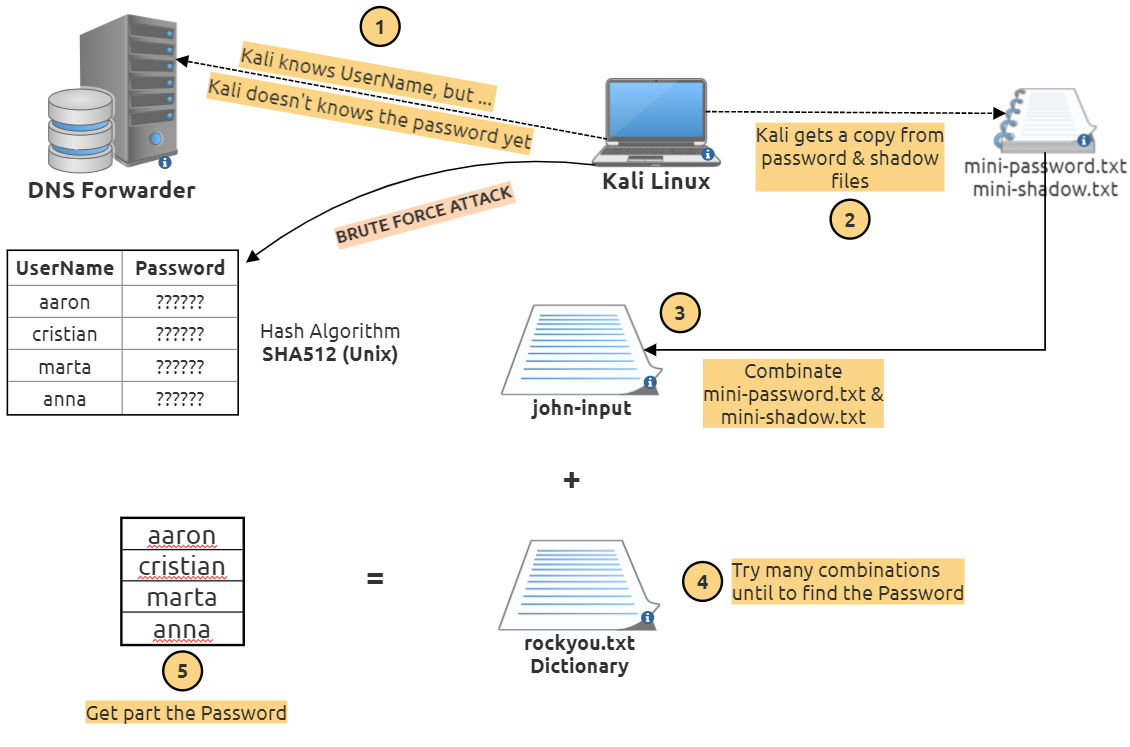 1
Kali knows UserName, but ...
Kali doesn't knows the password yet
DNS Forwarder
Kali Linux
Kali gets a copy from
password & shadow
files
2
mini-password.txt
mini-shadow.txt
BRUTE FORCE ATTACK
UserName Password
aaron ??????
cristian ??????
marta ??????
anna ??????
Hash Algorithm
SHA512 (Unix)
3
john-input
Combinate
mini-password.txt &
mini-shadow.txt
+
aaron
cristian
marta
anna
=
rockyou.txt
Dictionary
4
Try many combinations
until to find the Password
5
Get part the Password